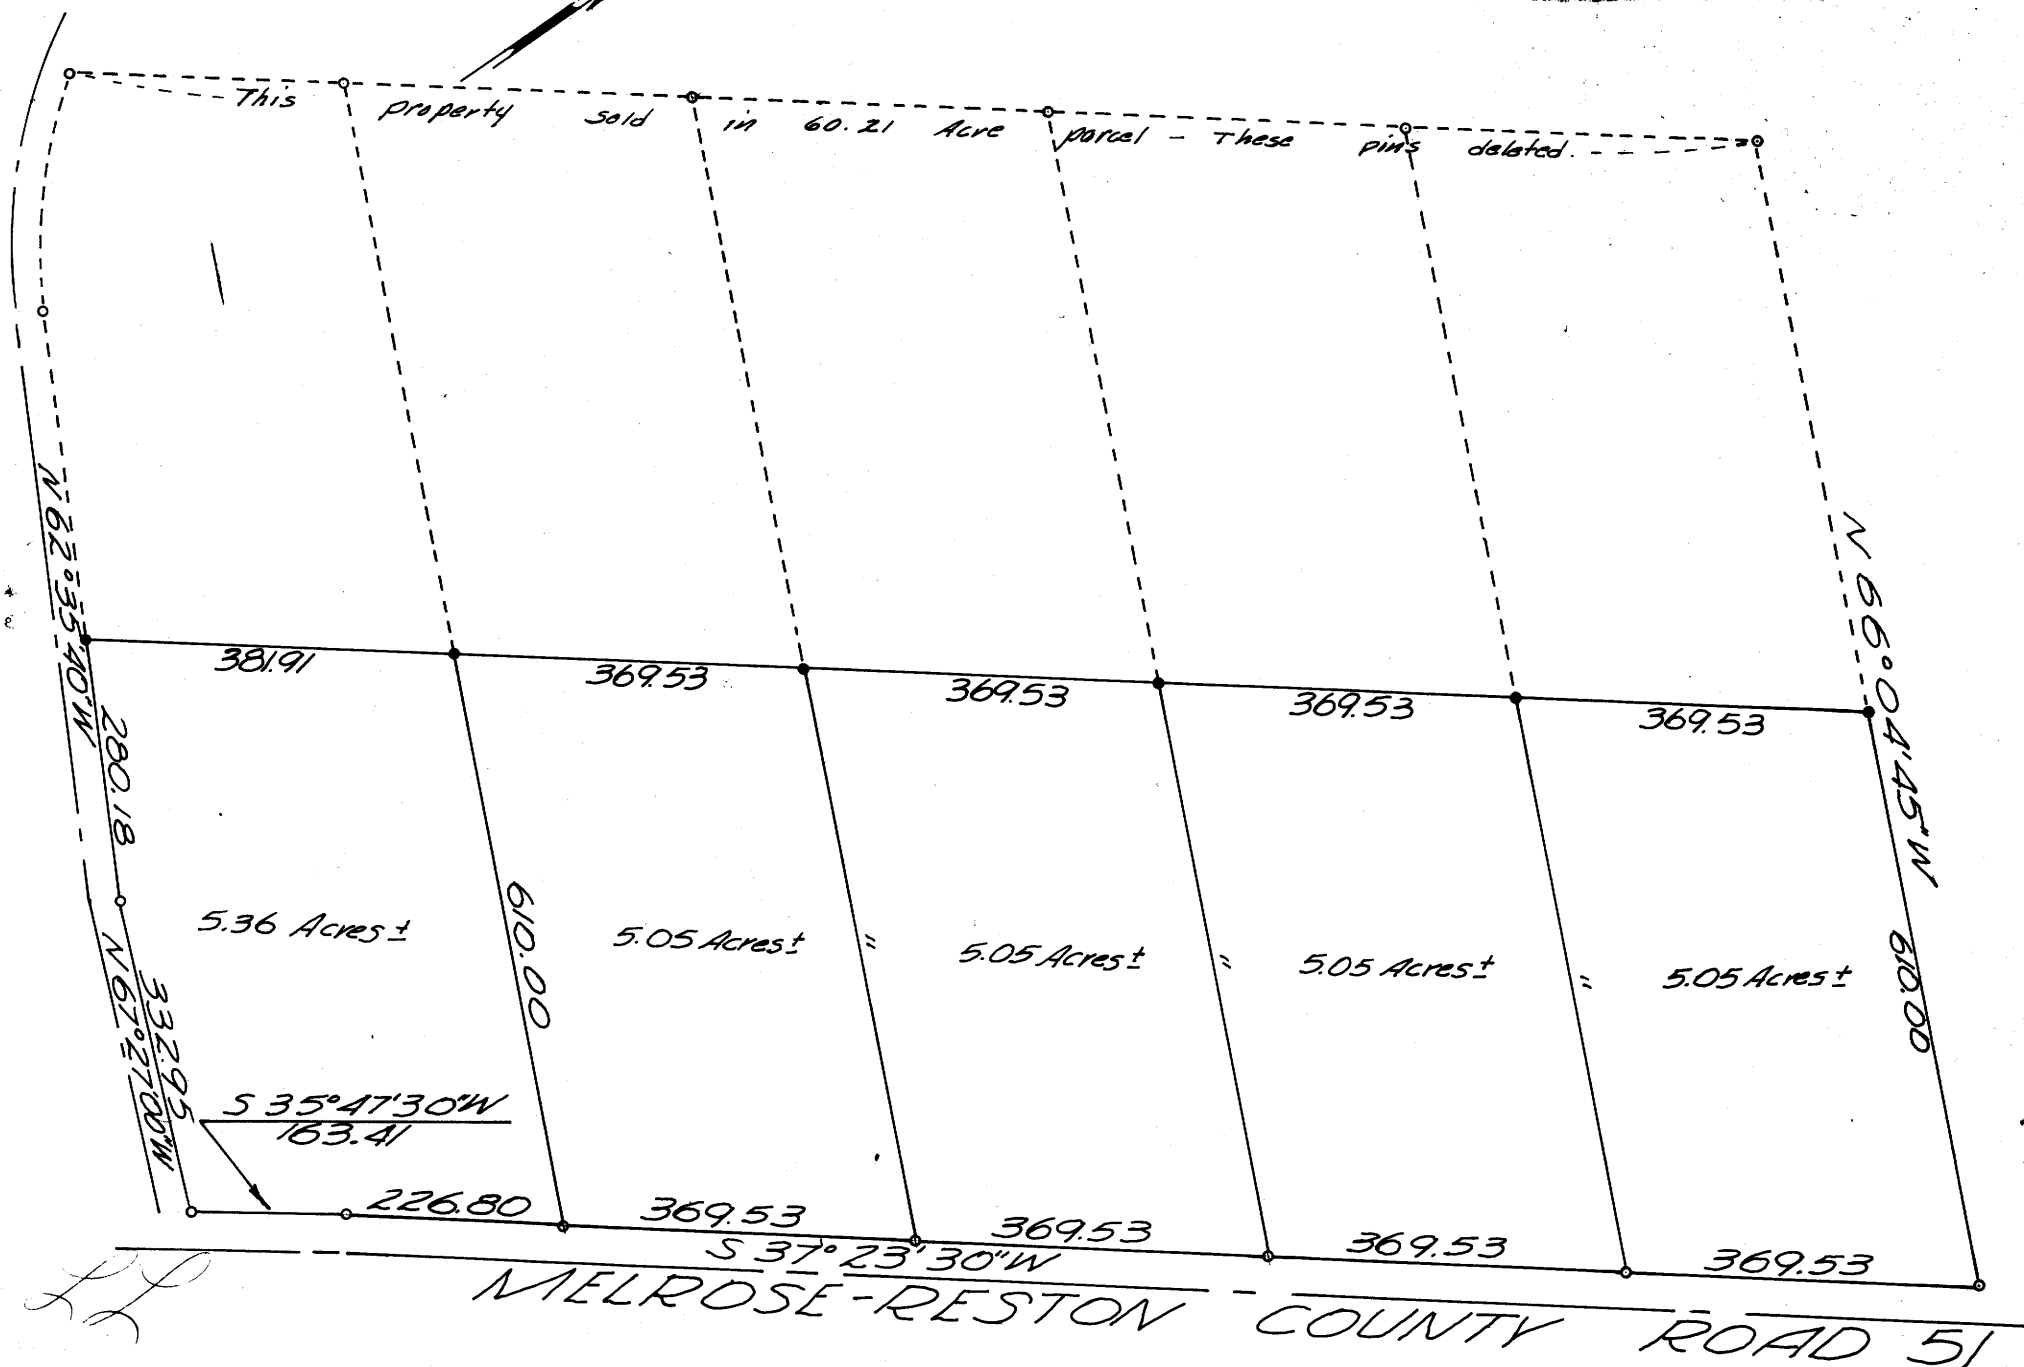 This property sold in 60.21 Acre parcel - These pins deleted.
N 62°35'40"W
N 66°04'45"W
381.91
369.53
369.53
369.53
369.53
280.18
5.36 Acres ±
610.00
5.05 Acres ±
"
5.05 Acres ±
"
5.05 Acres ±
"
5.05 Acres ±
610.00
N 67°27'00"W
332.95
S 35°47'30"W
163.41
226.80
369.53
369.53
369.53
369.53
S 37°23'30"W
MELROSE-RESTON COUNTY ROAD 51